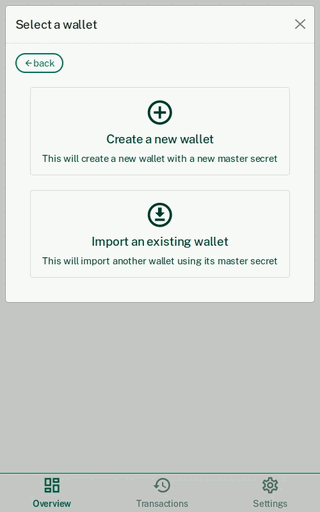 Select a wallet
back
Create a new wallet
This will create a new wallet with a new master secret
Import an existing wallet
This will import another wallet using its master secret
Overview
Transactions
Settings